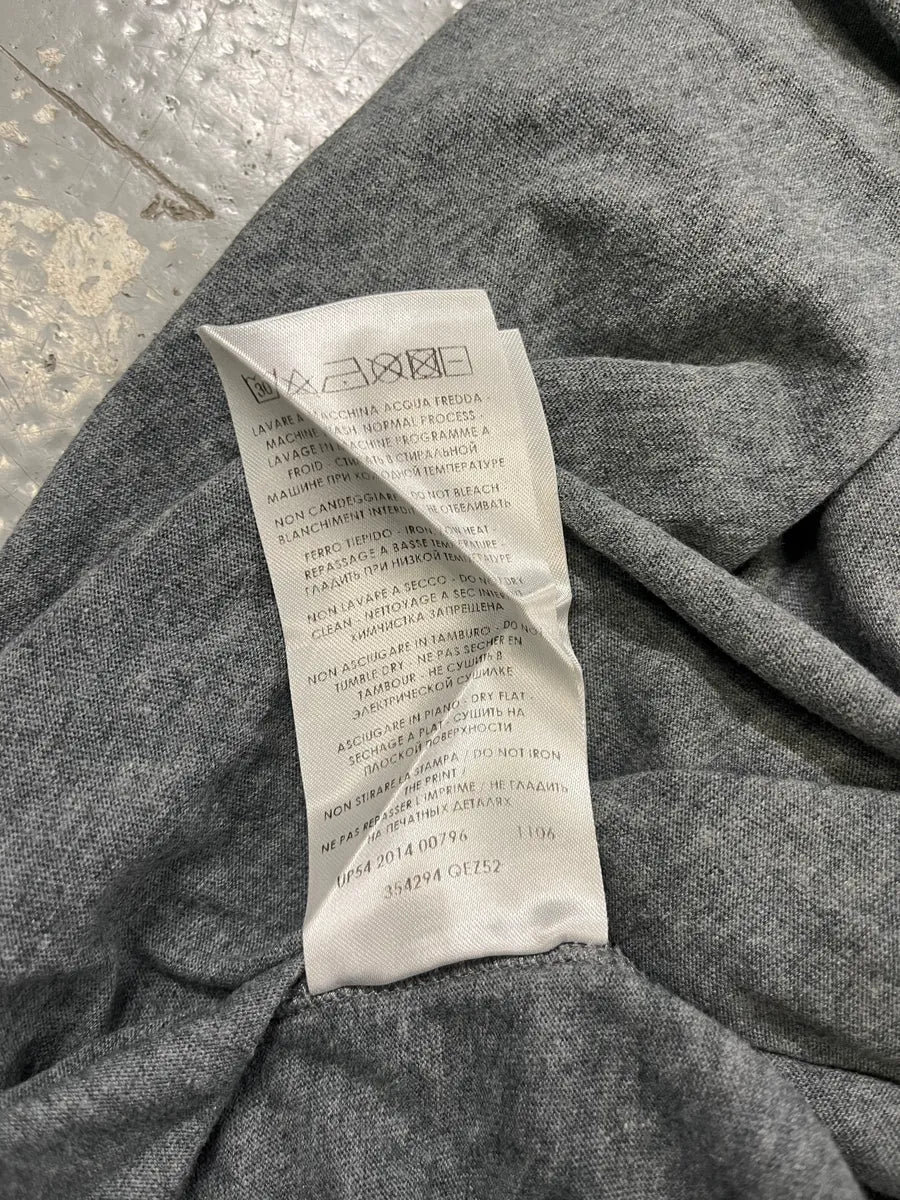 30
LAVARE A MACCHINA ACQUA FREDDA -
MACHINE WASH NORMAL PROCESS -
LAVAGE EN MACHINE PROGRAMME A
FROID - СТИРАТЬ В СТИРАЛЬНОЙ
МАШИНЕ ПРИ ХОЛОДНОЙ ТЕМПЕРАТУРЕ
NON CANDEGGIARE - DO NOT BLEACH
BLANCHIMENT INTERDIT - НЕ ОТБЕЛИВАТЬ
FERRO TIEPIDO - IRON LOW HEAT -
REPASSAGE A BASSE TEMPERATURE -
ГЛАДИТЬ ПРИ НИЗКОЙ ТЕМПЕРАТУРЕ
NON LAVARE A SECCO - DO NOT DRY
CLEAN - NETTOYAGE A SEC
ХИМЧИСТКА ЗАПРЕЩЕНА
NON ASCIUGARE IN TAMBURO - DO NOT
TUMBLE DRY - NE PAS SECHER EN
TAMBOUR - НЕ СУШИТЬ В
ЭЛЕКТРИЧЕСКОЙ СУШИЛКЕ
ASCIUGARE IN PIANO - DRY FLAT -
SECHAGE A PLAT - СУШИТЬ НА
ПЛОСКОЙ ПОВЕРХНОСТИ
NON STIRARE LA STAMPA / DO NOT IRON
THE PRINT /
NE PAS REPASSER L'IMPRIME / НЕ ГЛАДИТЬ
НА ПЕЧАТНЫХ ДЕТАЛЯХ
UP54 2014 00796 1106
354294 QEZ52